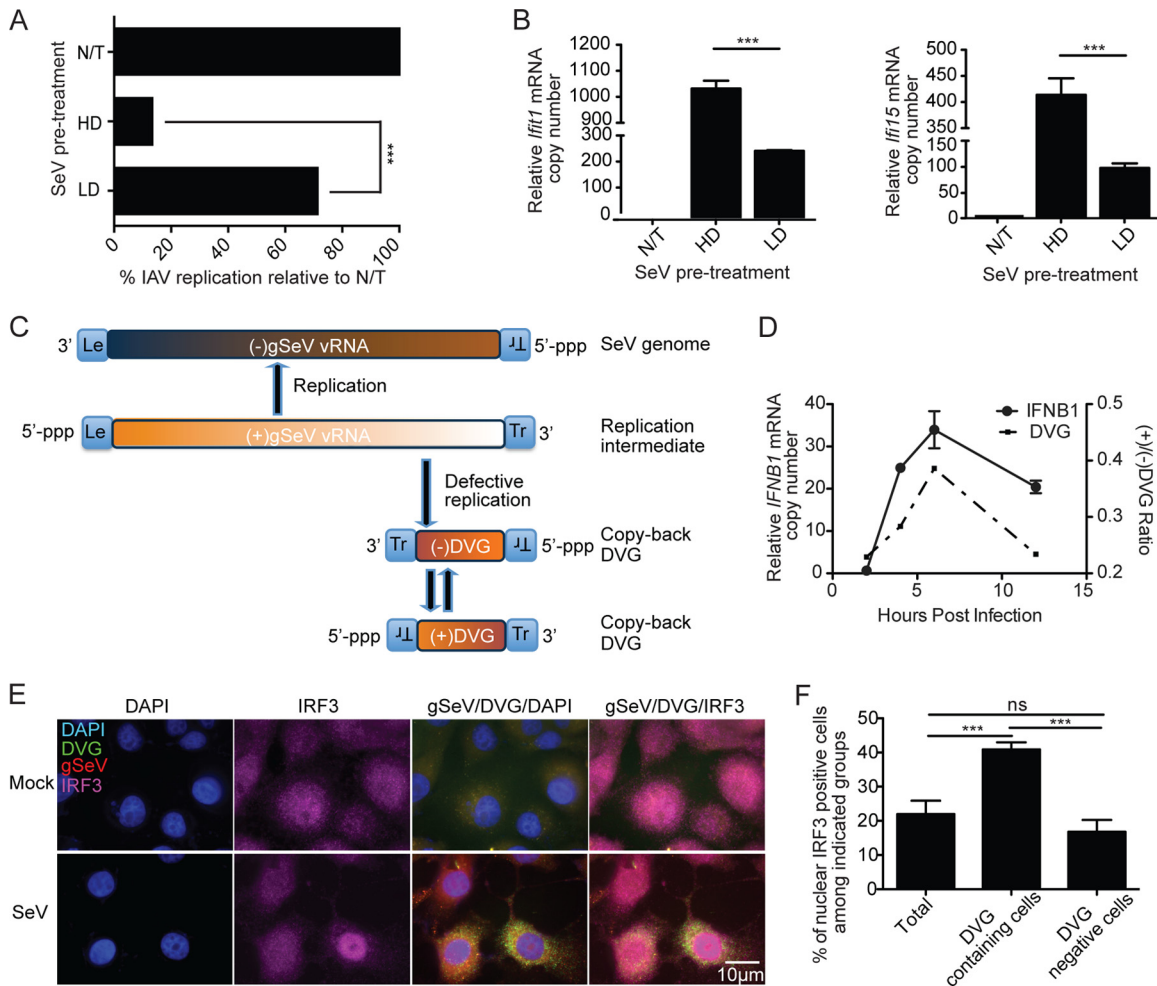 A
SeV pre-treatment
N/T
HD
LD
***
0
20
40
60
80
100
% IAV replication relative to N/T
B
Relative Ifit1 mRNA
copy number
1200
1100
1000
900
300
200
100
0
***
N/T
HD
LD
SeV pre-treatment
Relative Ifi15 mRNA
copy number
450
400
350
300
150
100
50
0
***
N/T
HD
LD
SeV pre-treatment
C
3’ Le (-)gSeV vRNA Tr 5’-ppp SeV genome
Replication
5’-ppp Le (+)gSeV vRNA Tr 3’ Replication
intermediate
Defective
replication
3’ Tr (-)DVG Tr 5’-ppp Copy-back
DVG
5’-ppp Tr (+)DVG Tr 3’ Copy-back
DVG
D
Relative IFNB1 mRNA
copy number
40
30
20
10
0
IFNB1
DVG
0.5
0.4
0.3
0.2
(+)/(-)DVG Ratio
0
5
10
15
Hours Post Infection
E
DAPI
IRF3
gSeV/DVG/DAPI
gSeV/DVG/IRF3
DAPI
DVG
gSeV
IRF3
Mock
SeV
10µm
F
% of nuclear IRF3 positive cells
among indicated groups
50
40
30
20
10
0
ns
***
***
Total
DVG
containing cells
DVG
negative cells